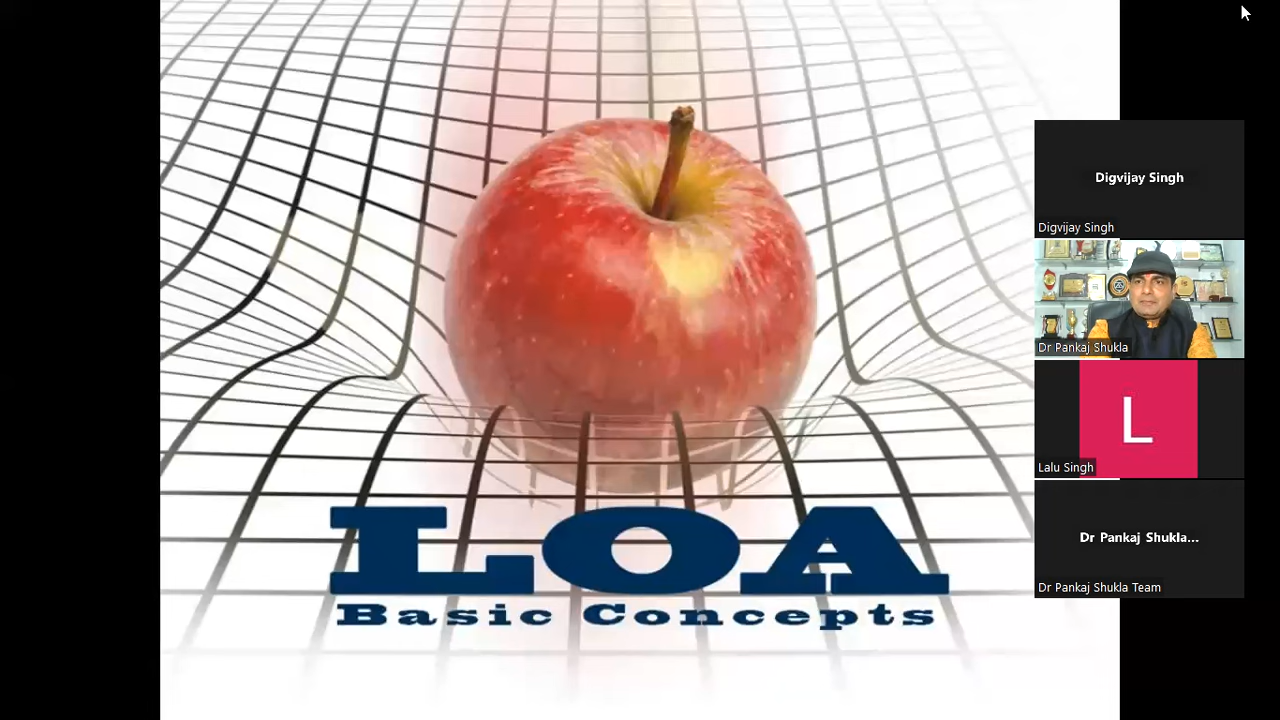 LOA
Basic Concepts
Digvijay Singh
Digvijay Singh
Dr Pankaj Shukla
L
Lalu Singh
Dr Pankaj Shukla...
Dr Pankaj Shukla Team